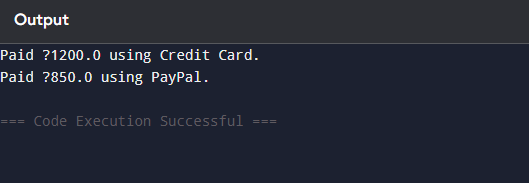 Output
Paid ?1200.0 using Credit Card.
Paid ?850.0 using PayPal.
=== Code Execution Successful ===